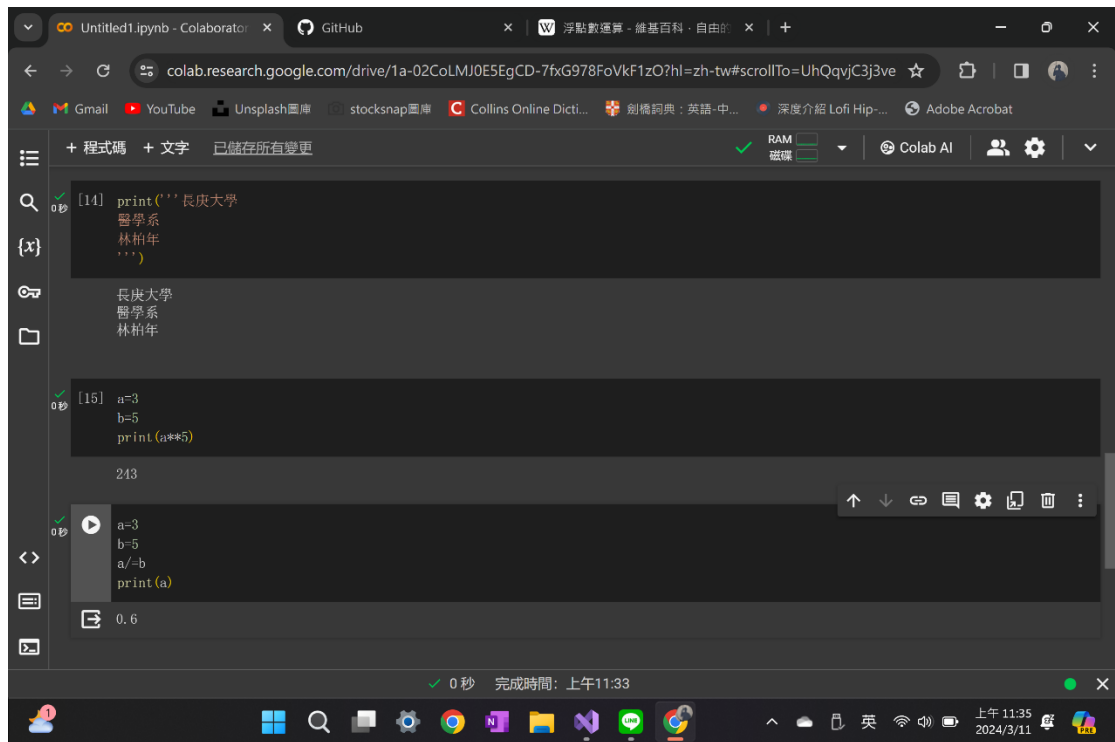 Untitled1.ipynb - Colaborator
GitHub
W 浮點數運算 - 維基百科,自由的
colab.research.google.com/drive/1a-02CoLMJ0E5EgCD-7fxG978FoVkF1zO?hl=zh-tw#scrollTo=UhQqvjC3j3ve
Gmail YouTube Unsplash圖庫 stocksnap圖庫 C Collins Online Dicti... 劍橋詞典:英語-中... 深度介紹 Lofi Hip-... Adobe Acrobat
+ 程式碼 + 文字 已儲存所有變更
RAM
磁碟
Colab AI
{x}
0秒
[14] print('''長庚大學
醫學系
林柏年
''')
長庚大學
醫學系
林柏年
0秒
[15] a=3
b=5
print(a**5)
243
0秒
a=3
b=5
a/=b
print(a)
0.6
0秒 完成時間:上午11:33
1
N
LINE
英
上午 11:35
2024/3/11
PRE